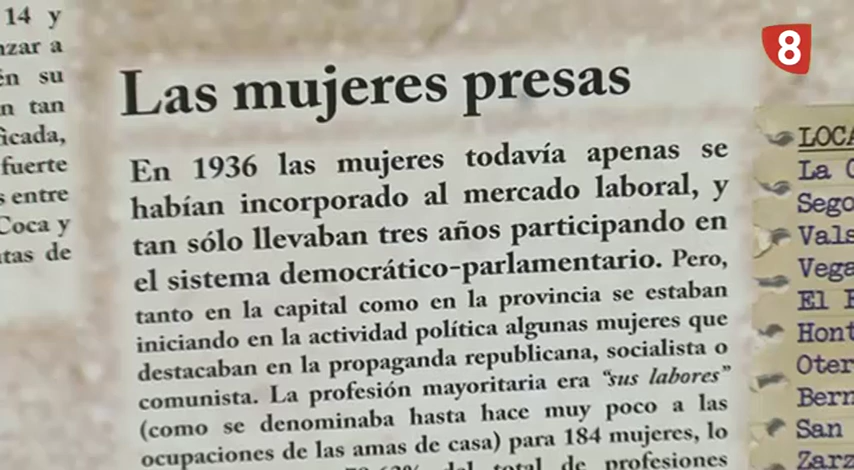 14 y
zar a
én su
n tan
icada,
fuerte
s entre
Coca y
tas de
Las mujeres presas
En 1936 las mujeres todavía apenas se
habían incorporado al mercado laboral, y
tan sólo llevaban tres años participando en
el sistema democrático-parlamentario. Pero,
tanto en la capital como en la provincia se estaban
iniciando en la actividad política algunas mujeres que
destacaban en la propaganda republicana, socialista o
comunista. La profesión mayoritaria era “sus labores”
(como se denominaba hasta hace muy poco a las
ocupaciones de las amas de casa) para 184 mujeres, lo
del total de profesiones
8
LOCA
La
Sego
Vals
Vega
El
Hont
Oter
Bern
San
Zarz